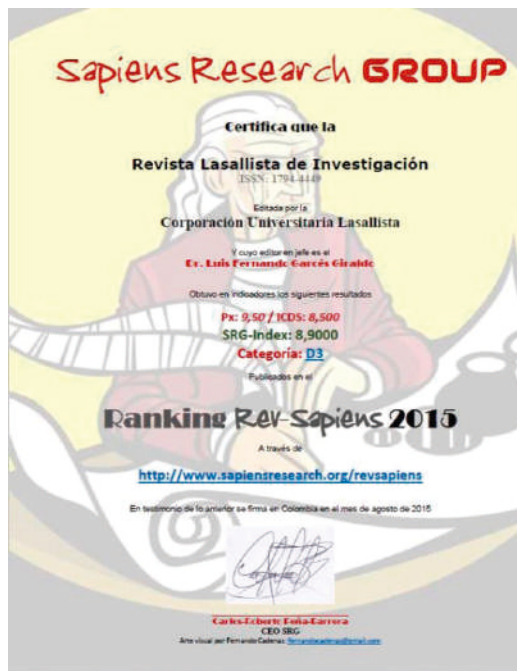 Sapiens Research GROUP
Certifica que la
Revista Lasallista de Investigación
ISSN: 1794-4449
Editada por la
Corporación Universitaria Lasallista
Y cuyo editor en jefe es el
Dr. Luis Fernando Garcés Giraldo
Obtuvo en indicadores los siguientes resultados
Px: 9,50 / ICDS: 8,500
SRG-Index: 8,9000
Categoría: D3
Publicados en el
Ranking Rev-Sapiens 2015
A través de
http://www.sapiensresearch.org/revsapiens
En testimonio de lo anterior se firma en Colombia en el mes de agosto de 2015
Carlos-Roberto Peña-Barrera
CEO SRG
Arte visual por Fernando Cadenas: fernandocadenas@gmail.com